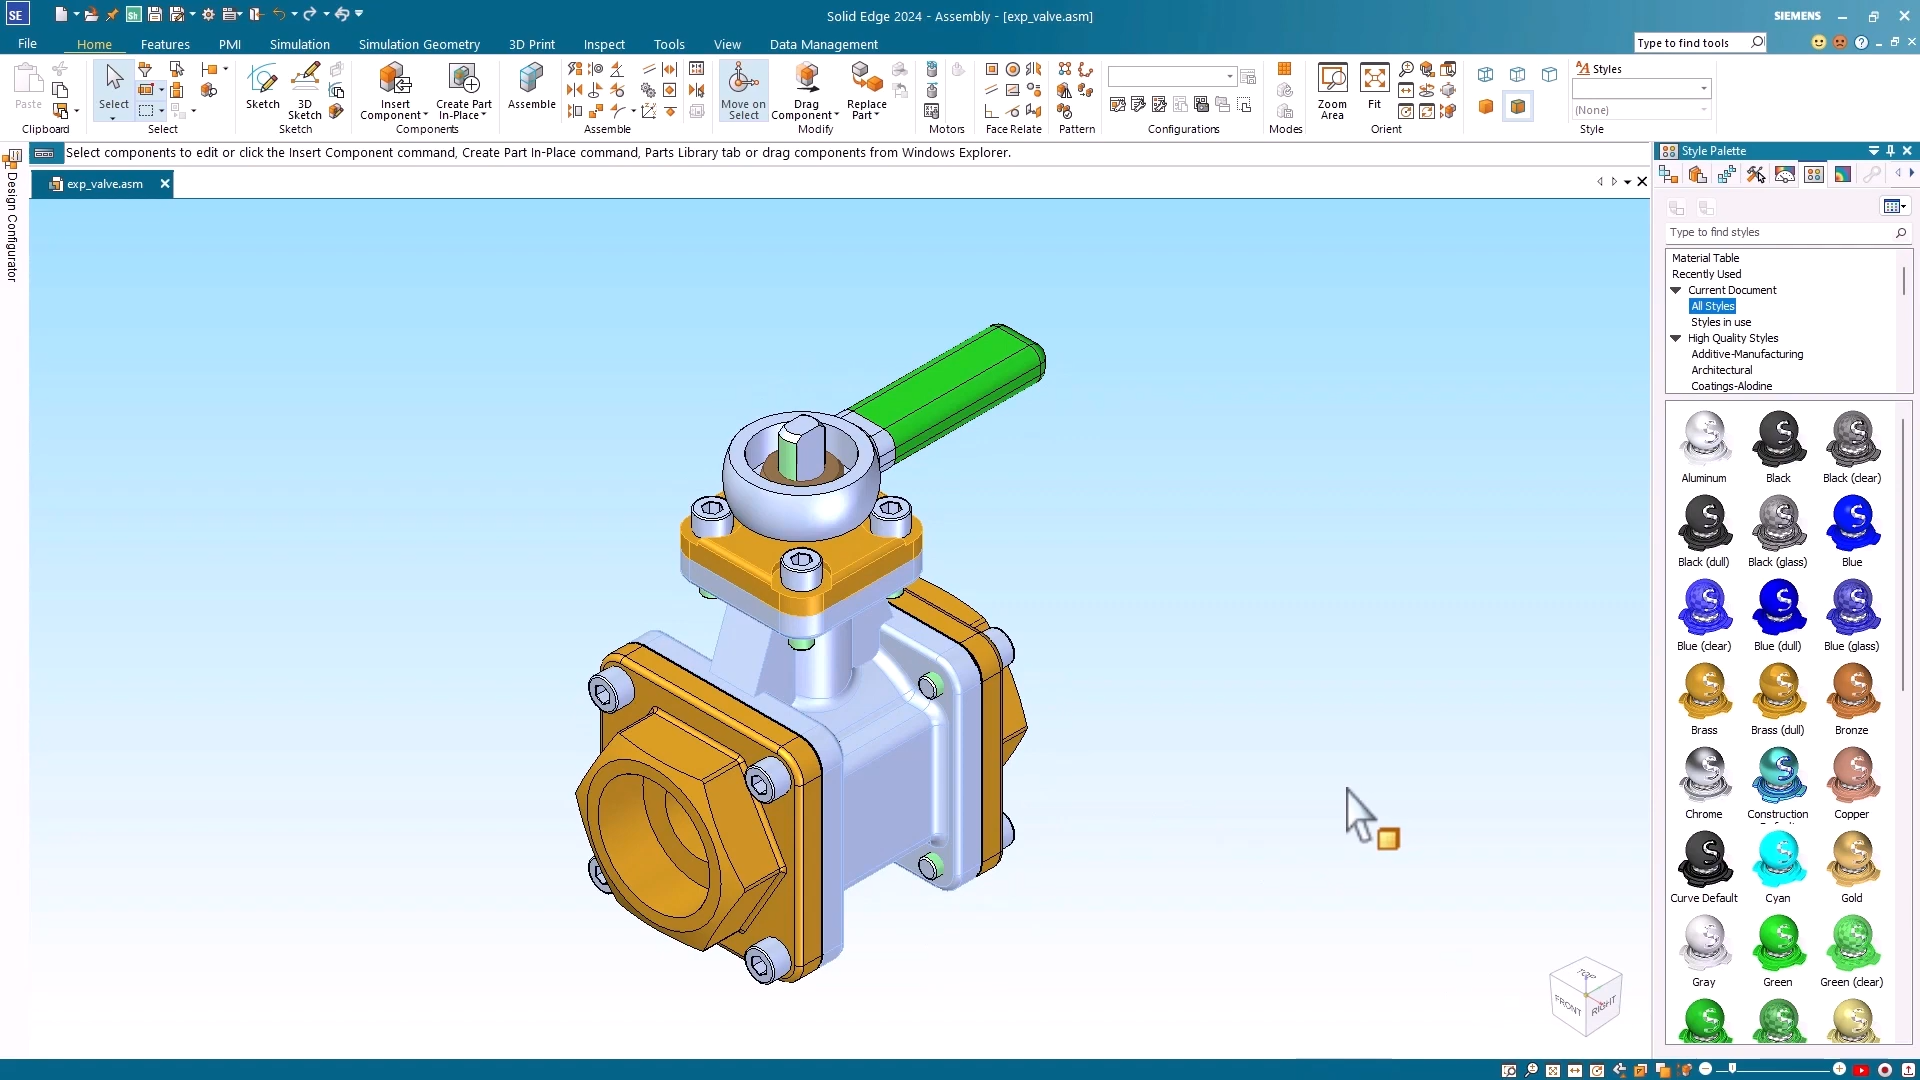 SE
Sh
Solid Edge 2024 - Assembly - [exp_valve.asm]
SIEMENS
File
Home
Features
PMI
Simulation
Simulation Geometry
3D Print
Inspect
Tools
View
Data Management
Type to find tools
Paste
Clipboard
Select
Select
Sketch
3D
Sketch
Sketch
Insert
Component
Create Part
In-Place
Components
Assemble
Assemble
Move on
Select
Drag
Component
Replace
Part
Modify
Motors
Face Relate
Pattern
Configurations
Modes
Zoom
Area
Fit
Orient
Styles
(None)
Style
Select components to edit or click the Insert Component command, Create Part In-Place command, Parts Library tab or drag components from Windows Explorer.
Design Configurator
exp_valve.asm
TOP
FRONT
RIGHT
Style Palette
Type to find styles
Material Table
Recently Used
Current Document
All Styles
Styles in use
High Quality Styles
Additive-Manufacturing
Architectural
Coatings-Alodine
Aluminum
Black
Black (clear)
Black (dull)
Black (glass)
Blue
Blue (clear)
Blue (dull)
Blue (glass)
Brass
Brass (dull)
Bronze
Chrome
Construction
Copper
Curve Default
Cyan
Gold
Gray
Green
Green (clear)